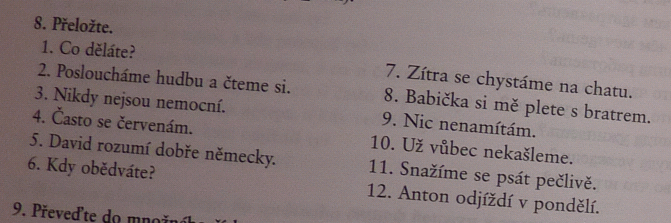 8. Přeložte.
1. Co děláte?
2. Posloucháme hudbu a čteme si.
3. Nikdy nejsou nemocní.
4. Často se červenám.
5. David rozumí dobře německy.
6. Kdy obědváte?
7. Zítra se chystáme na chatu.
8. Babička si mě plete s bratrem.
9. Nic nenamítám.
10. Už vůbec nekašleme.
11. Snažíme se psát pečlivě.
12. Anton odjíždí v pondělí.
9. Převeďte do množného